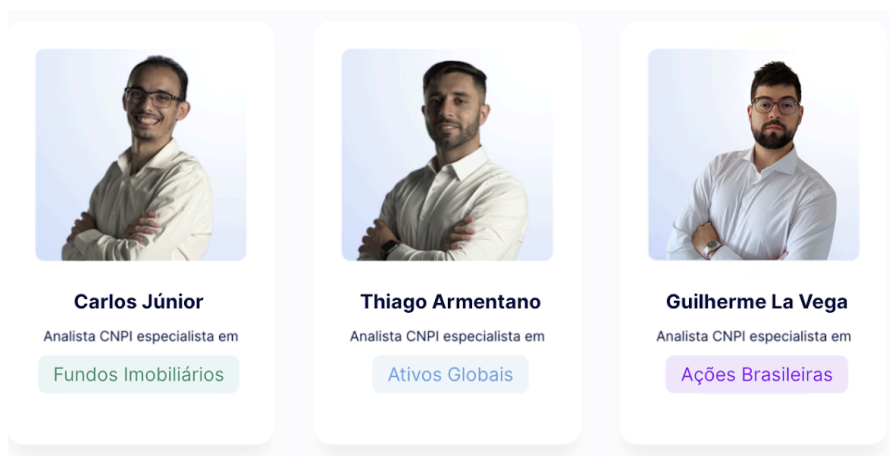 Carlos Júnior
Analista CNPI especialista em
Fundos Imobiliários
Thiago Armentano
Analista CNPI especialista em
Ativos Globais
Guilherme La Vega
Analista CNPI especialista em
Ações Brasileiras